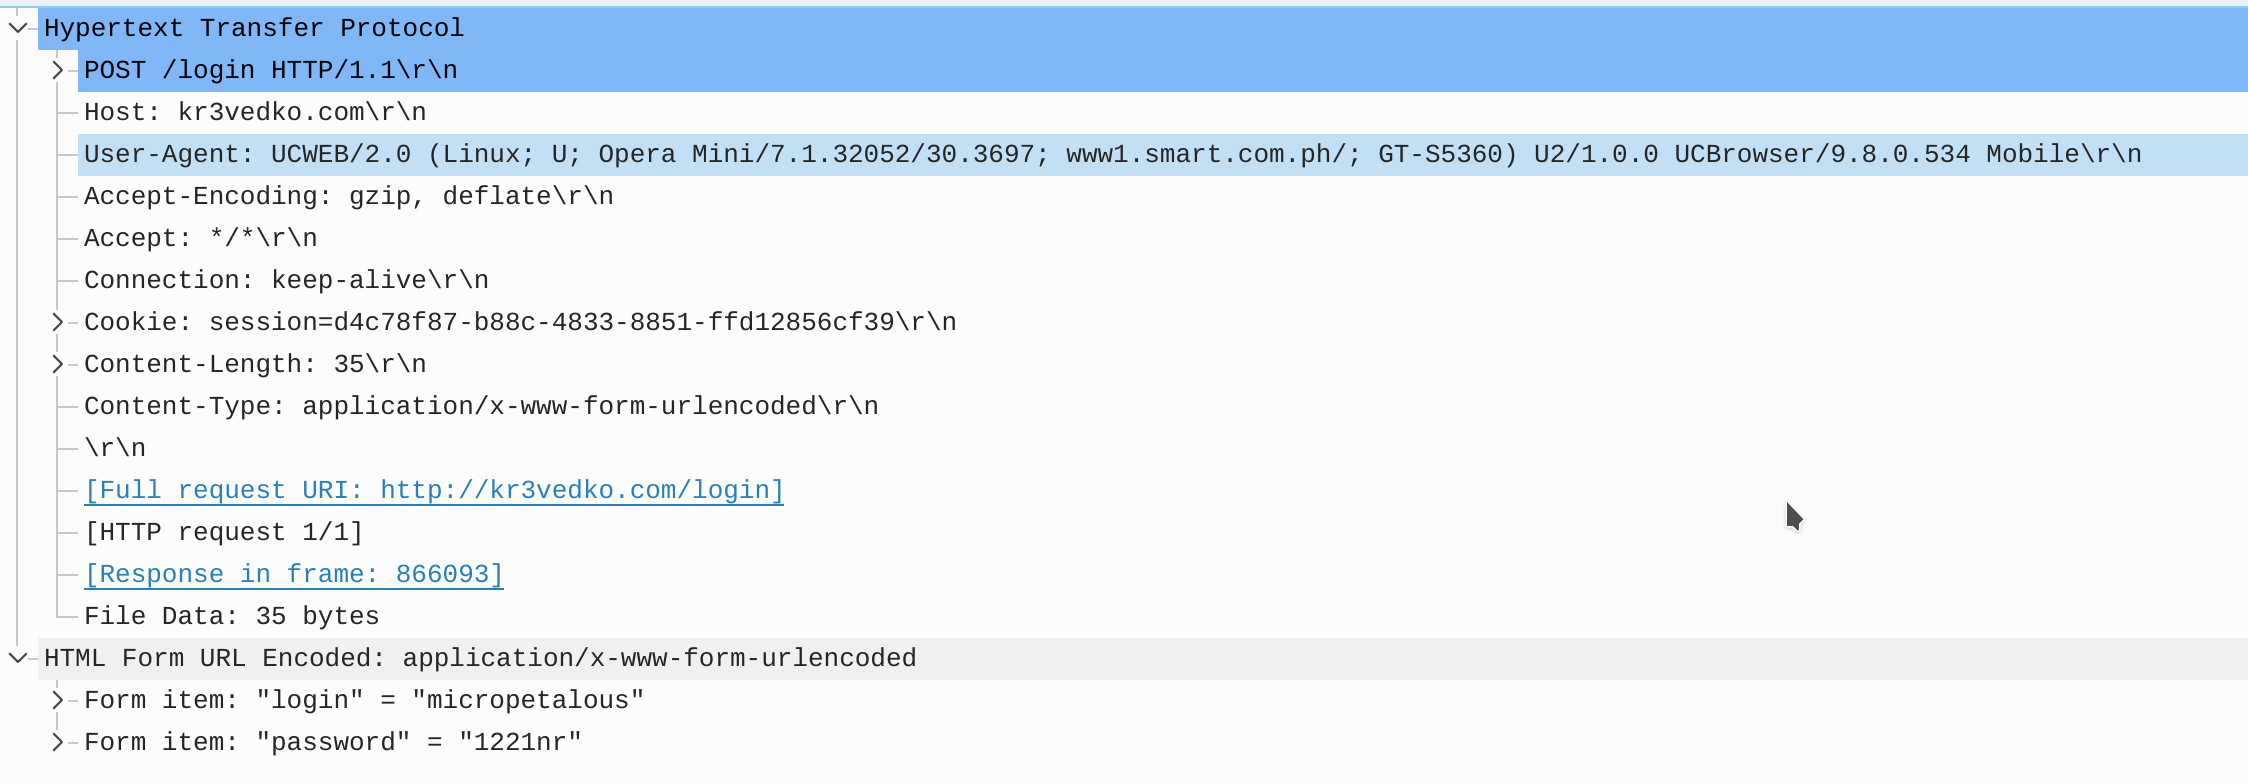 Hypertext Transfer Protocol
POST /login HTTP/1.1\r\n
Host: kr3vedko.com\r\n
User-Agent: UCWEB/2.0 (Linux; U; Opera Mini/7.1.32052/30.3697; www1.smart.com.ph/; GT-S5360) U2/1.0.0 UCBrowser/9.8.0.534 Mobile\r\n
Accept-Encoding: gzip, deflate\r\n
Accept: */*\r\n
Connection: keep-alive\r\n
Cookie: session=d4c78f87-b88c-4833-8851-ffd12856cf39\r\n
Content-Length: 35\r\n
Content-Type: application/x-www-form-urlencoded\r\n
\r\n
[Full request URI: http://kr3vedko.com/login]
[HTTP request 1/1]
[Response in frame: 866093]
File Data: 35 bytes
HTML Form URL Encoded: application/x-www-form-urlencoded
Form item: "login" = "micropetalous"
Form item: "password" = "1221nr"